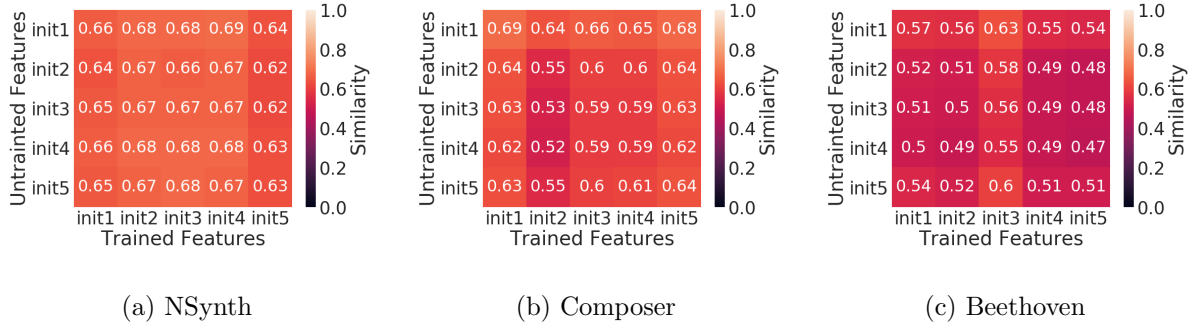 Untrainted Features
init1 0.66 0.68 0.68 0.69 0.64
init2 0.64 0.67 0.66 0.67 0.62
init3 0.65 0.67 0.67 0.67 0.62
init4 0.66 0.68 0.68 0.68 0.63
init5 0.65 0.67 0.68 0.67 0.63
init1 init2 init3 init4 init5
Trained Features
1.0
0.8
0.6
0.4
0.2
0.0
Similarity
(a) NSynth
Untrainted Features
init1 0.69 0.64 0.66 0.65 0.68
init2 0.64 0.55 0.6 0.6 0.64
init3 0.63 0.53 0.59 0.59 0.63
init4 0.62 0.52 0.59 0.59 0.62
init5 0.63 0.55 0.6 0.61 0.64
init1 init2 init3 init4 init5
Trained Features
1.0
0.8
0.6
0.4
0.2
0.0
Similarity
(b) Composer
Untrainted Features
init1 0.57 0.56 0.63 0.55 0.54
init2 0.52 0.51 0.58 0.49 0.48
init3 0.51 0.5 0.56 0.49 0.48
init4 0.5 0.49 0.55 0.49 0.47
init5 0.54 0.52 0.6 0.51 0.51
init1 init2 init3 init4 init5
Trained Features
1.0
0.8
0.6
0.4
0.2
0.0
Similarity
(c) Beethoven